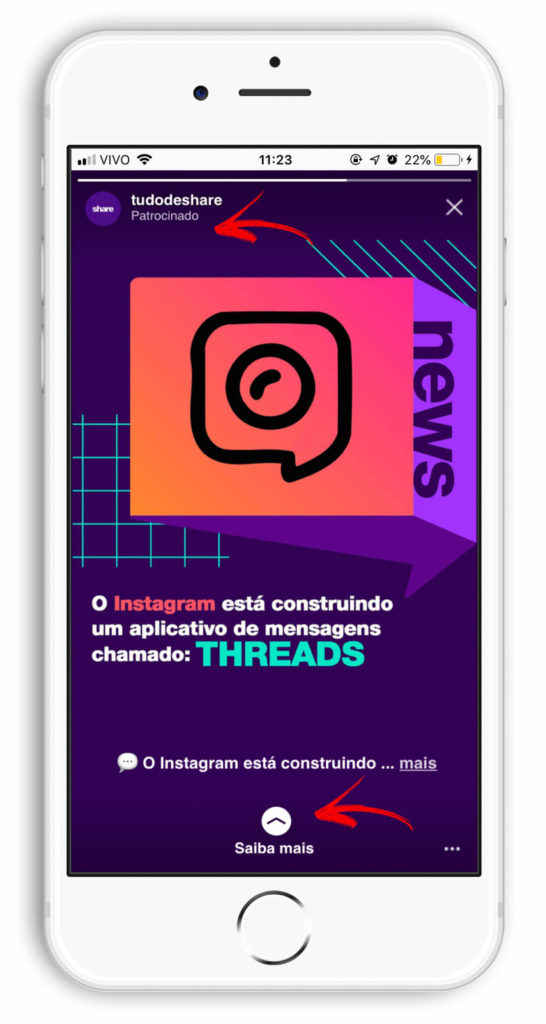 VIVO 11:23 22%
share
tudodeshare
Patrocinado
news
O Instagram está construindo
um aplicativo de mensagens
chamado: THREADS
💬 O Instagram está construindo ... mais
Saiba mais